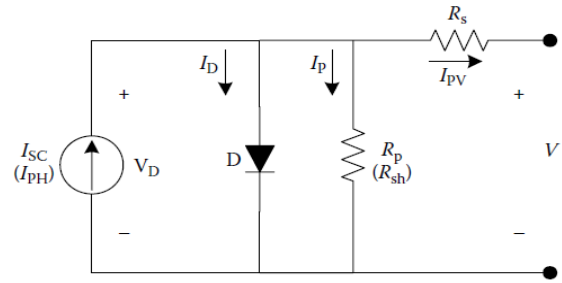 R_s
I_D
I_P
I_PV
+
+
I_SC
(I_PH)
V_D
D
R_p
(R_sh)
V
−
−